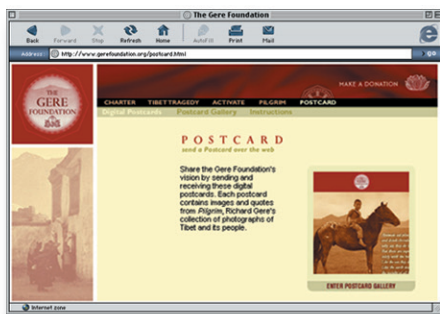 The Gere Foundation
Back Forward Stop Refresh Home AutoFill Print Mail
Address http://www.gerefoundation.org/postcard.html go
THE
GERE
FOUNDATION
MAKE A DONATION
CHARTER TIBET TRAGEDY ACTIVATE PILGRIM POSTCARD
Digital Postcards Postcard Gallery Instructions
POSTCARD
send a Postcard over the web
Share the Gere Foundation's
vision by sending and
receiving these digital
postcards. Each postcard
contains images and quotes
from Pilgrim, Richard Gere's
collection of photographs of
Tibet and its people.
ENTER POSTCARD GALLERY
Internet zone